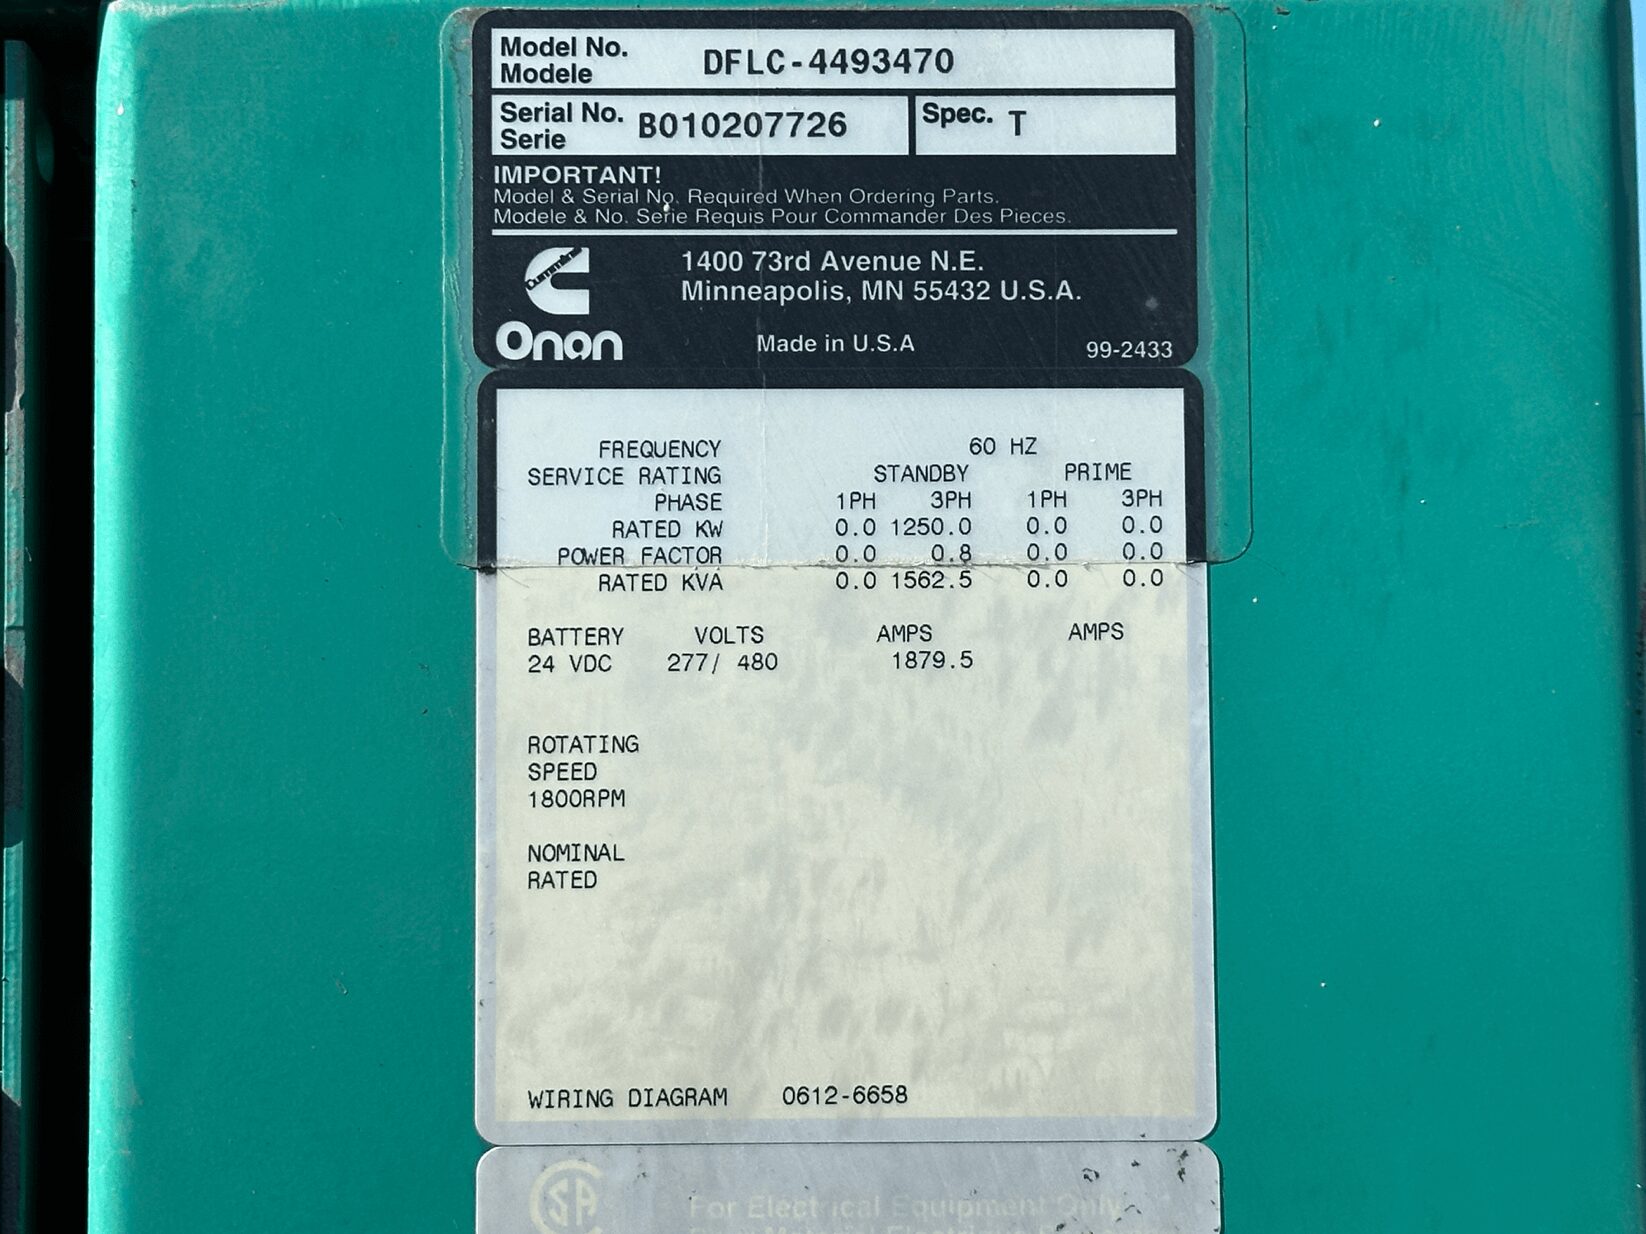 Model No. DFLC-4493470
Modele
Serial No. B010207726 Spec. T
Serie
IMPORTANT!
Model & Serial No. Required When Ordering Parts.
Modele & No. Serie Requis Pour Commander Des Pieces.
Cummins
Onan
1400 73rd Avenue N.E.
Minneapolis, MN 55432 U.S.A.
Made in U.S.A 99-2433
FREQUENCY 60 HZ
SERVICE RATING STANDBY PRIME
PHASE 1PH 3PH 1PH 3PH
RATED KW 0.0 1250.0 0.0 0.0
POWER FACTOR 0.0 0.8 0.0 0.0
RATED KVA 0.0 1562.5 0.0 0.0
BATTERY VOLTS AMPS AMPS
24 VDC 277/ 480 1879.5
ROTATING
SPEED
1800RPM
NOMINAL
RATED
WIRING DIAGRAM 0612-6658
SA
For Electrical Equipment Only